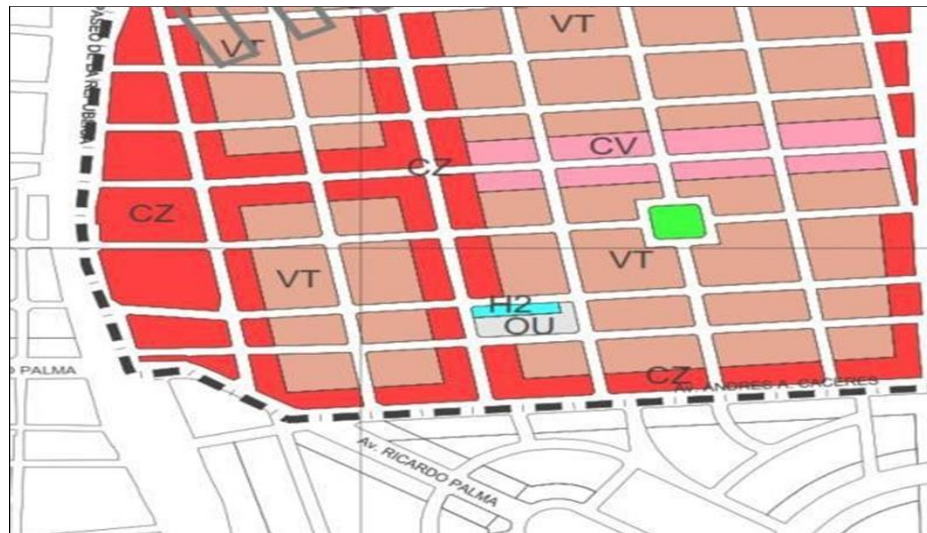 VT
VT
PASEO DE LA REPUBLICA
CV
CZ
CZ
VT
VT
H2
OU
O PALMA
CZ
AV. ANDRES A. CACERES
Av. RICARDO PALMA